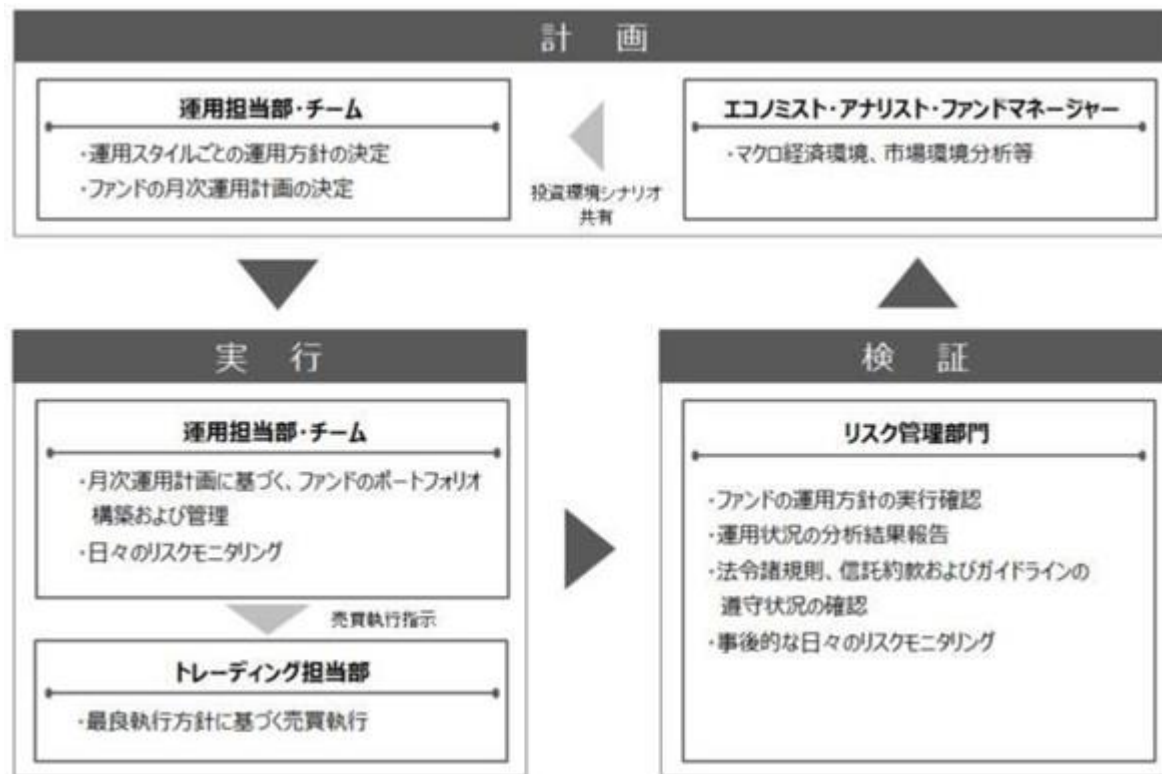 計 画
運用担当部・チーム
・運用スタイルごとの運用方針の決定
・ファンドの月次運用計画の決定
投資環境シナリオ
共有
エコノミスト・アナリスト・ファンドマネージャー
・マクロ経済環境、市場環境分析等
実 行
運用担当部・チーム
・月次運用計画に基づく、ファンドのポートフォリオ
構築および管理
・日々のリスクモニタリング
売買執行指示
トレーディング担当部
・最良執行方針に基づく売買執行
検 証
リスク管理部門
・ファンドの運用方針の実行確認
・運用状況の分析結果報告
・法令諸規則、信託約款およびガイドラインの
遵守状況の確認
・事後的な日々のリスクモニタリング